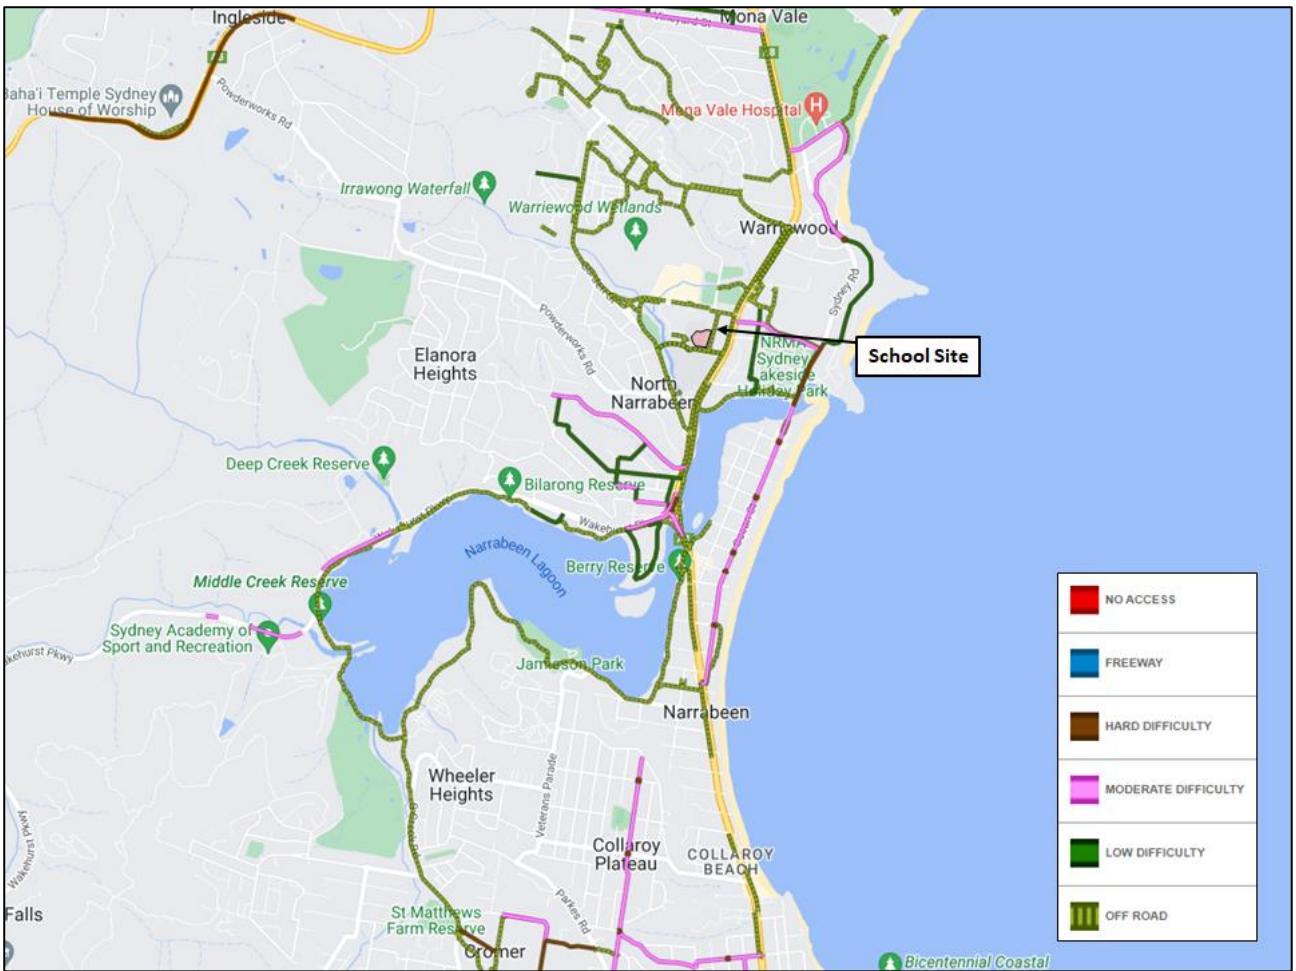 Ingleside
Mona Vale
Vineyard St
Baha'i Temple Sydney
House of Worship
Powderworks Rd
Mona Vale Hospital
H
Irrawong Waterfall
Warriewood Wetlands
Warriewood
Sydney Rd
Powderworks Rd
School Site
NRMA
Sydney
Lakeside
Holiday Park
Elanora
Heights
North
Narrabeen
Deep Creek Reserve
Bilarong Reserve
Wakehurst Pkwy
Narrabeen Lagoon
Berry Reserve
Middle Creek Reserve
Sydney Academy of
Sport and Recreation
akehurst Pkwy
Jamieson Park
Narrabeen
Wheeler
Heights
Veterans Parade
Collaroy
Plateau
COLLAROY
BEACH
Wakehurst Pkwy
Parkes Rd
St Matthews
Farm Reserve
Falls
Cromer
Bicentennial Coastal
NO ACCESS
FREEWAY
HARD DIFFICULTY
MODERATE DIFFICULTY
LOW DIFFICULTY
OFF ROAD